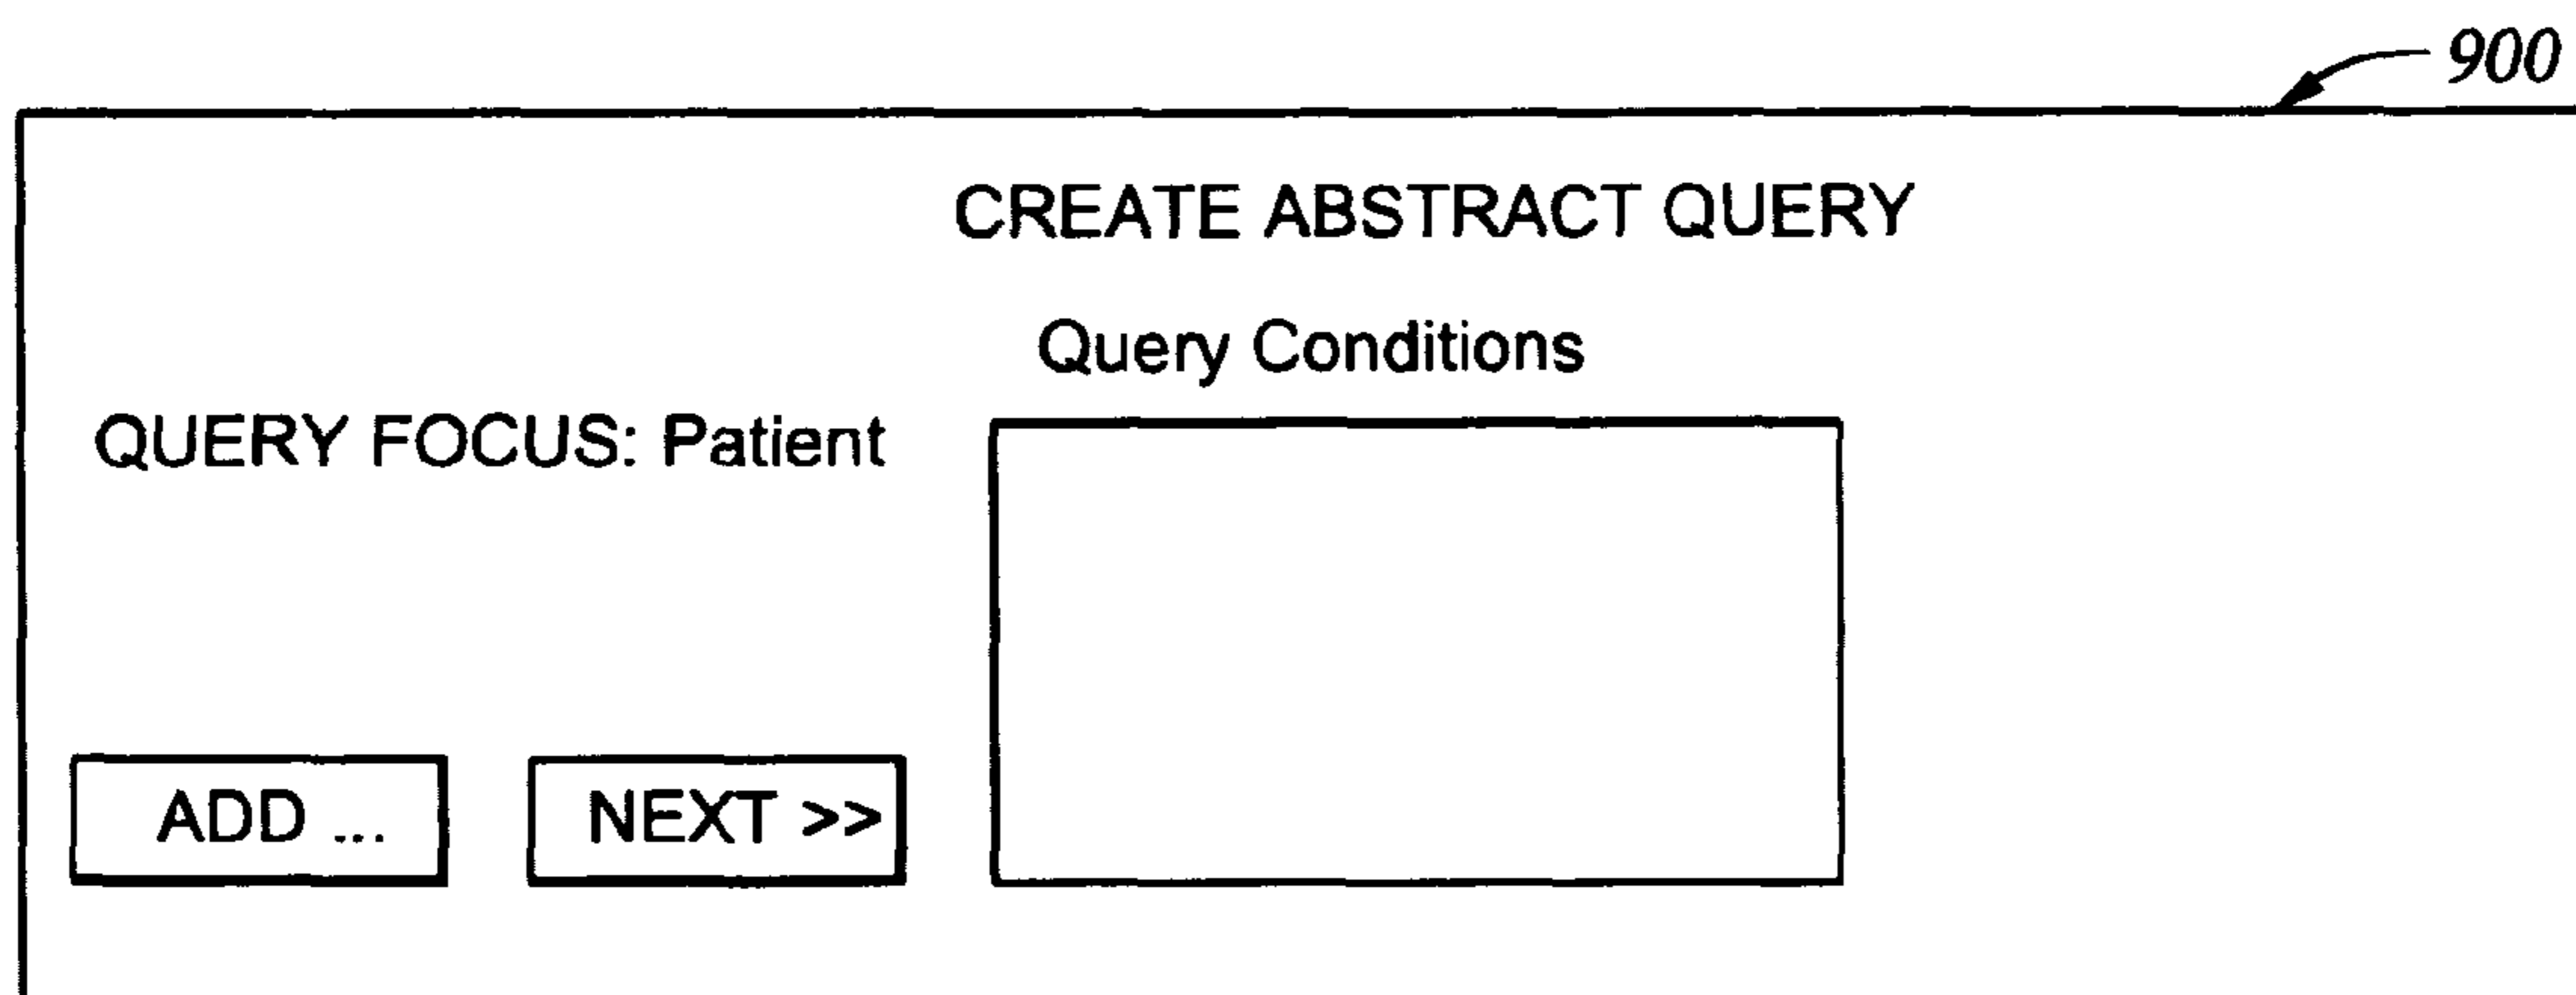 900
CREATE ABSTRACT QUERY
Query Conditions
QUERY FOCUS: Patient
ADD ...
NEXT >>